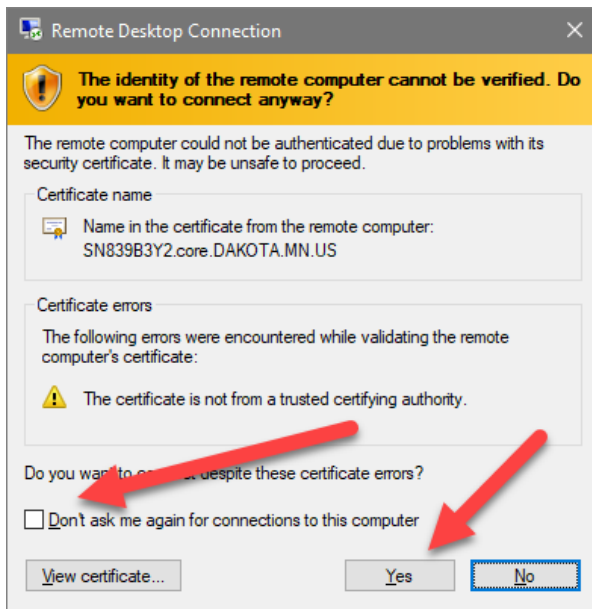 Remote Desktop Connection
The identity of the remote computer cannot be verified. Do
you want to connect anyway?
The remote computer could not be authenticated due to problems with its
security certificate. It may be unsafe to proceed.
Certificate name
Name in the certificate from the remote computer:
SN839B3Y2.core.DAKOTA.MN.US
Certificate errors
The following errors were encountered while validating the remote
computer's certificate:
The certificate is not from a trusted certifying authority.
Do you want to connect despite these certificate errors?
Don't ask me again for connections to this computer
View certificate...
Yes
No